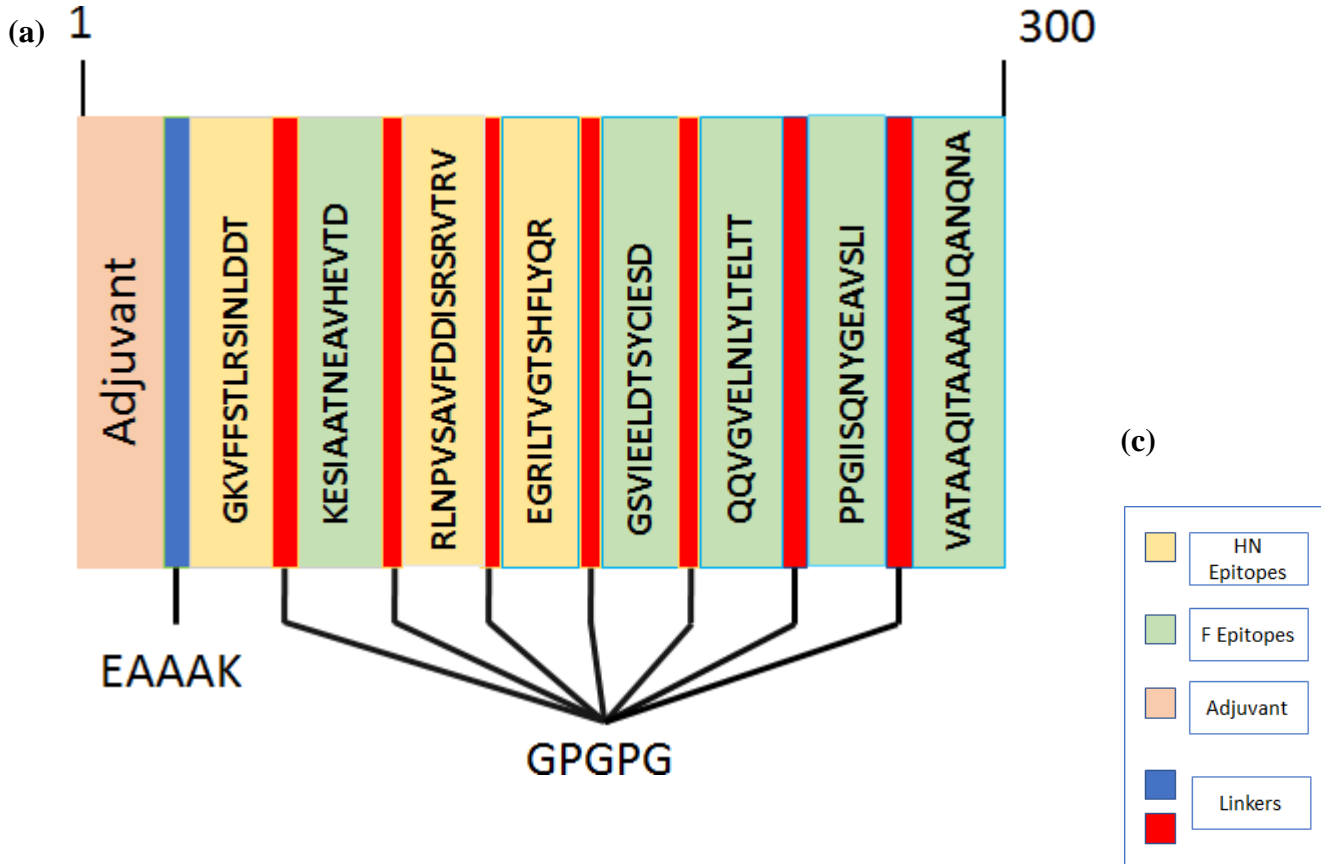 (a)
1
300
Adjuvant
GKVFFSTLRSINLDDT
KESIAATNEAVHEVTD
RLNPVSAVFDDISRSRVTRV
EGRILTVGTSHFLYQR
GSVIEELDTSYCIESD
QQVGVELNLYLTELTT
PPGIISQNYGEAVSLI
VATAAQITAAAALIQANQNA
EAAAK
GPGPG
(c)
HN
Epitopes
F Epitopes
Adjuvant
Linkers